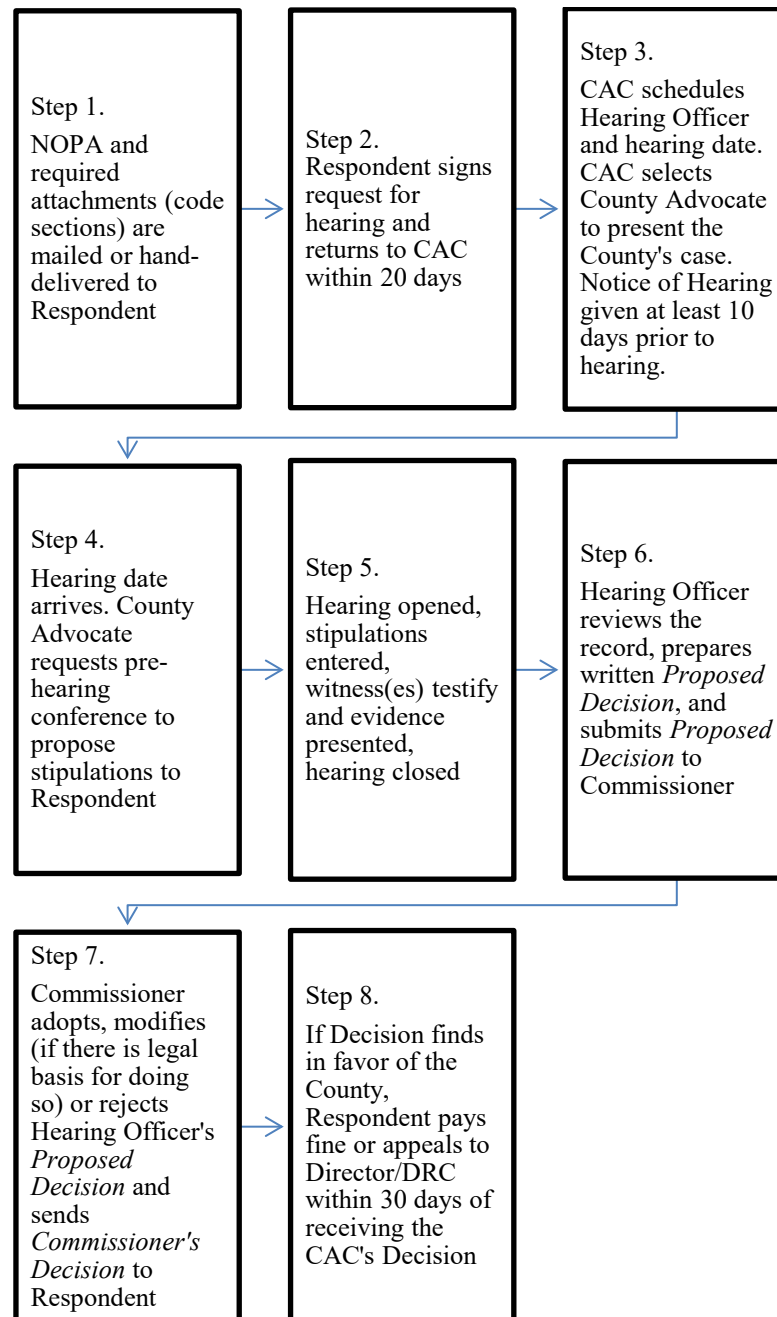 Step 1.
NOPA and
required
attachments (code
sections) are
mailed or hand-
delivered to
Respondent
Step 2.
Respondent signs
request for
hearing and
returns to CAC
within 20 days
Step 3.
CAC schedules
Hearing Officer
and hearing date.
CAC selects
County Advocate
to present the
County's case.
Notice of Hearing
given at least 10
days prior to
hearing.
Step 4.
Hearing date
arrives. County
Advocate
requests pre-
hearing
conference to
propose
stipulations to
Respondent
Step 5.
Hearing opened,
stipulations
entered,
witness(es) testify
and evidence
presented,
hearing closed
Step 6.
Hearing Officer
reviews the
record, prepares
written Proposed
Decision, and
submits Proposed
Decision to
Commissioner
Step 7.
Commissioner
adopts, modifies
(if there is legal
basis for doing
so) or rejects
Hearing Officer's
Proposed
Decision and
sends
Commissioner's
Decision to
Respondent
Step 8.
If Decision finds
in favor of the
County,
Respondent pays
fine or appeals to
Director/DRC
within 30 days of
receiving the
CAC's Decision